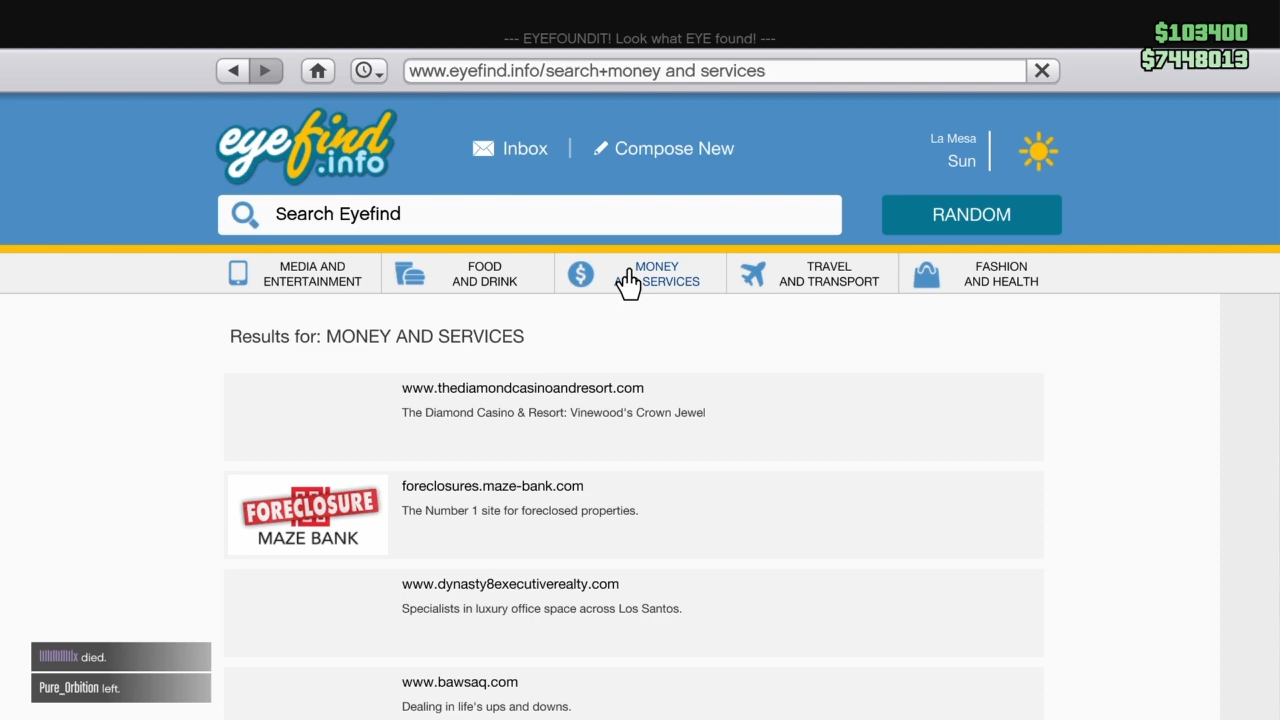 --- EYEFOUNDIT! Look what EYE found! ---
$103400
$7448013
www.eyefind.info/search+money and services
eyefind
.info
Inbox
Compose New
La Mesa
Sun
Search Eyefind
RANDOM
MEDIA AND
ENTERTAINMENT
FOOD
AND DRINK
MONEY
SERVICES
TRAVEL
AND TRANSPORT
FASHION
AND HEALTH
Results for: MONEY AND SERVICES
www.thediamondcasinoandresort.com
The Diamond Casino & Resort: Vinewood's Crown Jewel
FORECLOSURE
MAZE BANK
foreclosures.maze-bank.com
The Number 1 site for foreclosed properties.
www.dynasty8executiverealty.com
Specialists in luxury office space across Los Santos.
www.bawsaq.com
Dealing in life's ups and downs.
died.
Pure_Orbition left.